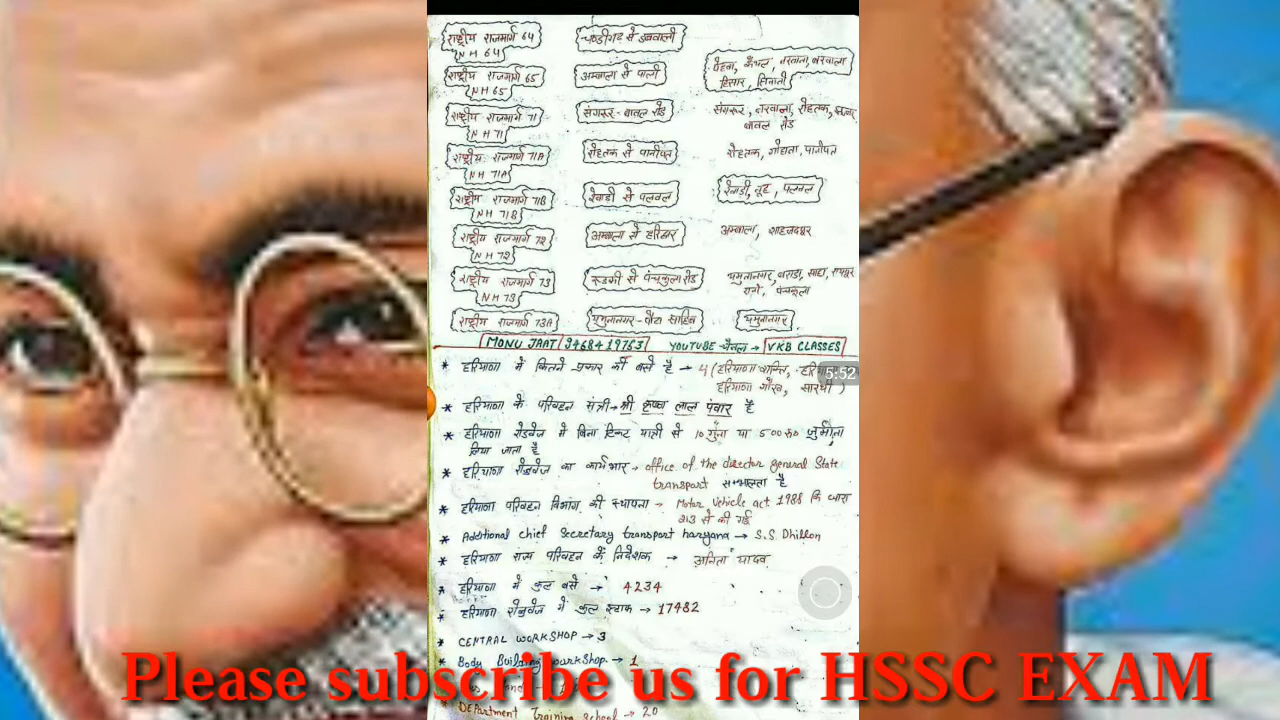 राष्ट्रीय राजमार्ग 64 चण्डीगढ़ से डबवाली
NH 64
राष्ट्रीय राजमार्ग 65 अम्बाला से पाली पेहवा, कैथल, नरवाना, बरवाला
NH 65 हिसार, सिवानी
राष्ट्रीय राजमार्ग 71 संगरूर - बावल रोड संगरूर, नरवाना, रोहतक,
NH 71 बावल रोड
राष्ट्रीय राजमार्ग 71A रोहतक से पानीपत रोहतक, गोहाना, पानीपत
NH 71A
राष्ट्रीय राजमार्ग 71B रेवाडी से पलवल रेवाडी, नूह, पलवल
NH 71B
राष्ट्रीय राजमार्ग 72 अम्बाला से हरिद्वार अम्बाला,
NH 72
राष्ट्रीय राजमार्ग 73 रूडकी से पंचकूला रोड यमुनानगर, बराडा, साहा,
NH 73 पंचकूला
राष्ट्रीय राजमार्ग 73A यमुनानगर - पोंटा साहिब यमुनानगर
MONU JAAT 9468419763 YOUTUBE चैनल → VKB CLASSES
* हरियाणा में कितने प्रकार की बसे है → 4 (हरियाणा शक्ति,
5:52
हरियाणा गौरव, सारथी)
* हरियाणा के परिवहन मंत्री → श्री कृष्ण लाल पंवार है
* हरियाणा रोडवेज में बिना टिकट यात्री से 10 गुना या 500 रु0 जुर्माना
लिया जाता है
* हरियाणा रोडवेज का कार्यभार → office of the director general State
transport सम्भालता है
* हरियाणा परिवहन विभाग की स्थापना → Motor Vehicle act 1988 कि धारा
213 से की गई
* Additional chief Secretary transport haryana → S.S. Dhillon
* हरियाणा राज्य परिवहन के निदेशक → अनिता यादव
* हरियाणा में कुल बसे → 4234
* हरियाणा रोडवेज में कुल स्टाफ → 17482
* CENTRAL WORKSHOP → 3
* Body Building workShop. → 1
Please subscribe us for HSSC EXAM
* DEPartment Training School → 20